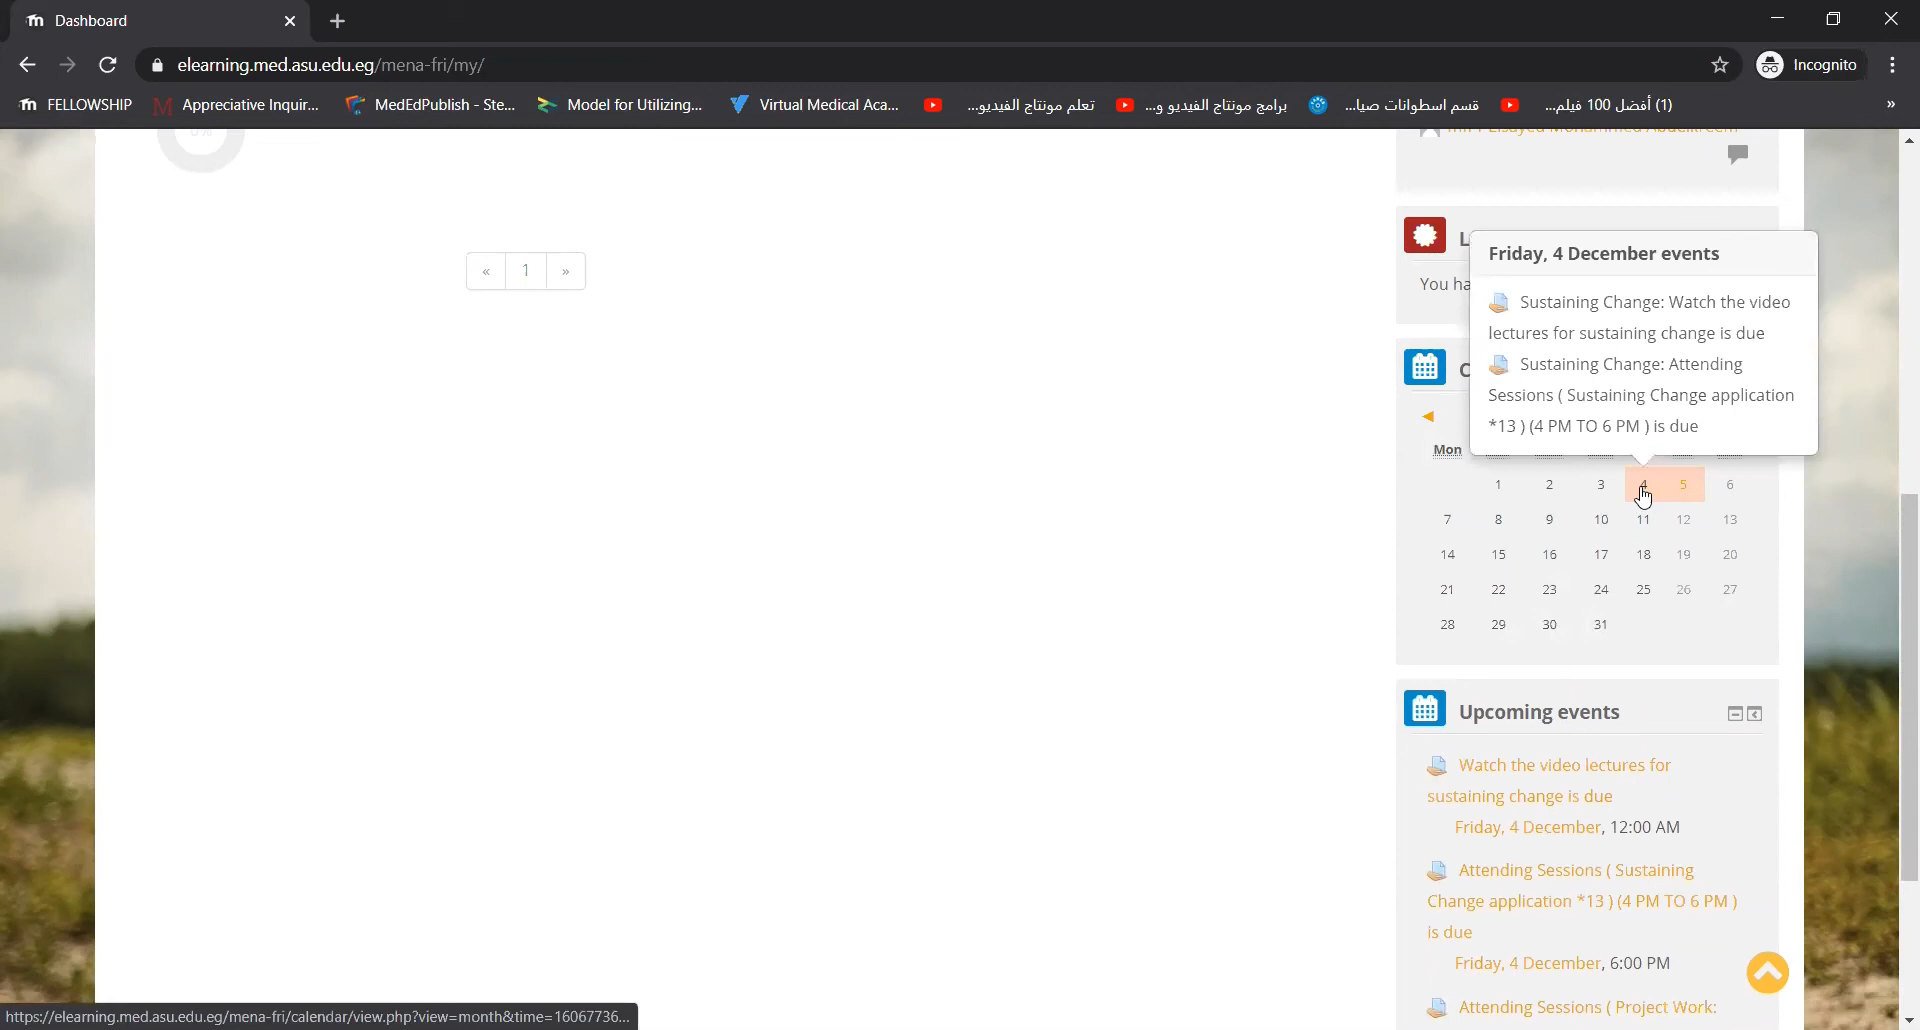 Dashboard
elearning.med.asu.edu.eg/mena-fri/my/
Incognito
FELLOWSHIP
Appreciative Inquir...
MedEdPublish - Ste...
Model for Utilizing...
Virtual Medical Aca...
تعلم مونتاج الفيديو...
برامج مونتاج الفيديو و...
قسم اسطوانات صيا...
(1) أفضل 100 فيلم...
»
0%
You ha
Friday, 4 December events
Sustaining Change: Watch the video
lectures for sustaining change is due
Sustaining Change: Attending
Sessions ( Sustaining Change application
*13 ) (4 PM TO 6 PM ) is due
« 1 »
Mon
1 2 3 4 5 6
7 8 9 10 11 12 13
14 15 16 17 18 19 20
21 22 23 24 25 26 27
28 29 30 31
Upcoming events
Watch the video lectures for
sustaining change is due
Friday, 4 December, 12:00 AM
Attending Sessions ( Sustaining
Change application *13 ) (4 PM TO 6 PM )
is due
Friday, 4 December, 6:00 PM
Attending Sessions ( Project Work:
https://elearning.med.asu.edu.eg/mena-fri/calendar/view.php?view=month&time=16067736...